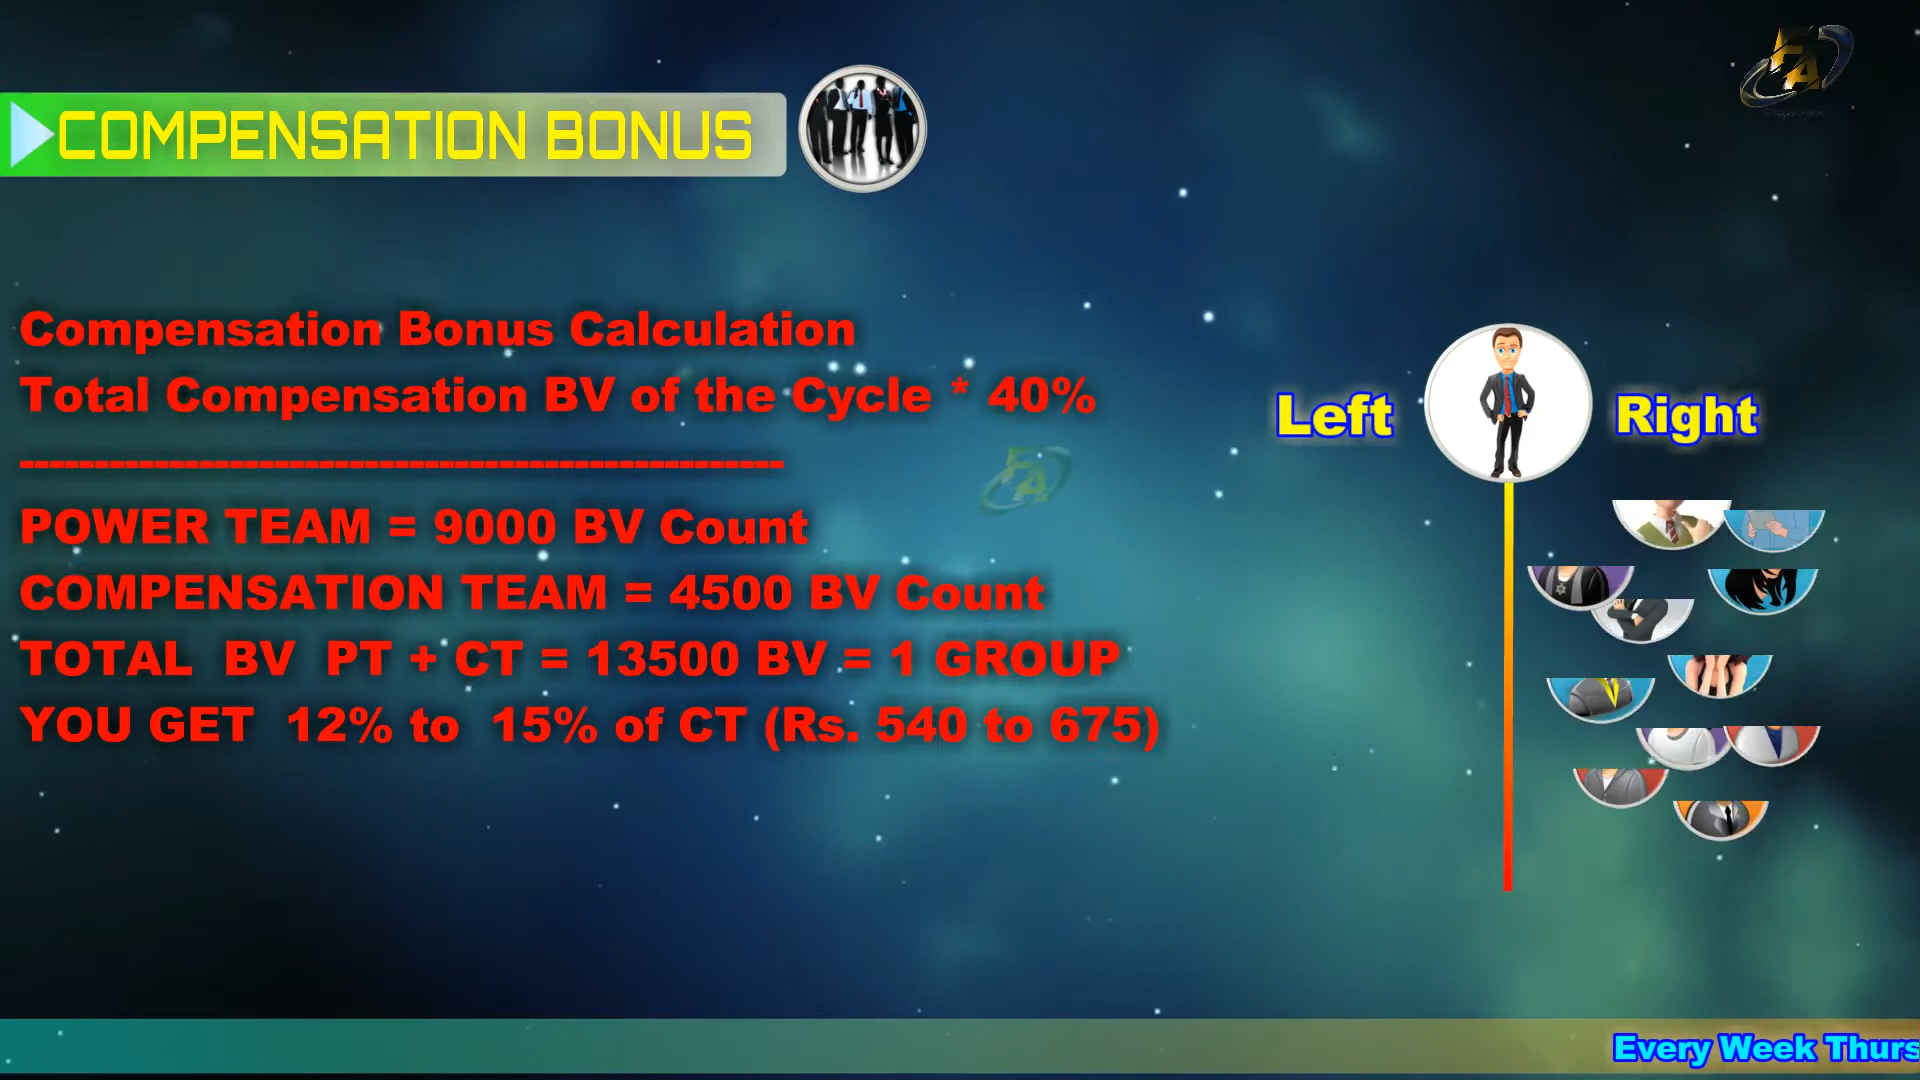 COMPENSATION BONUS
Compensation Bonus Calculation
Total Compensation BV of the Cycle * 40%
---------------------------------------------------
POWER TEAM = 9000 BV Count
COMPENSATION TEAM = 4500 BV Count
TOTAL BV PT + CT = 13500 BV = 1 GROUP
YOU GET 12% to 15% of CT (Rs. 540 to 675)
Left
Right
FA
FA
Every Week Thurs